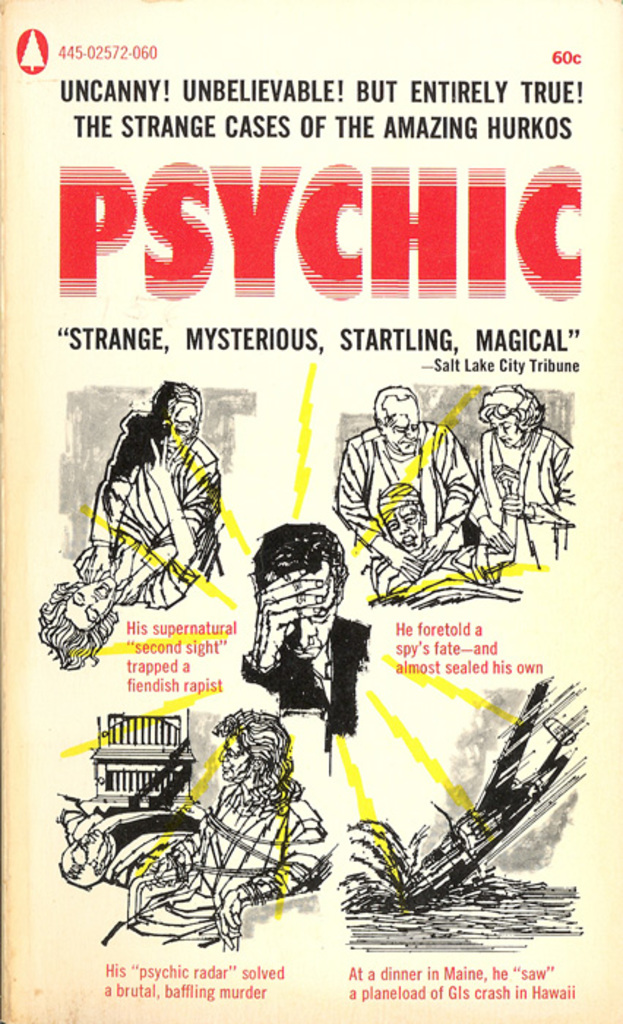 445-02572-060
60c
UNCANNY! UNBELIEVABLE! BUT ENTIRELY TRUE!
THE STRANGE CASES OF THE AMAZING HURKOS
PSYCHIC
"STRANGE, MYSTERIOUS, STARTLING, MAGICAL"
—Salt Lake City Tribune
His supernatural
"second sight"
trapped a
fiendish rapist
He foretold a
spy's fate—and
almost sealed his own
His "psychic radar" solved
a brutal, baffling murder
At a dinner in Maine, he "saw"
a planeload of GIs crash in Hawaii